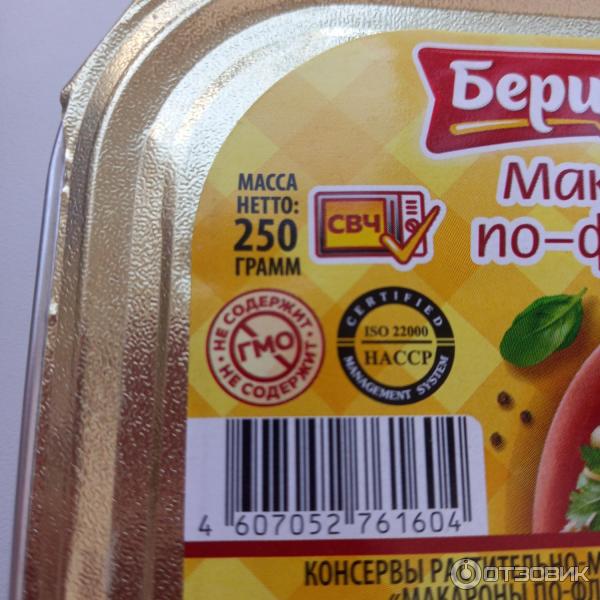 Бери
Мак
по-ф
МАССА
НЕТТО:
250
ГРАММ
СВЧ
НЕ СОДЕРЖИТ
ГМО
НЕ СОДЕРЖИТ
CERTIFIED
ISO 22000
HACCP
MANAGEMENT SYSTEM
4 607052 761604
КОНСЕРВЫ РАСТИТЕЛЬНО-М
«МАКАРОНЫ ПО-ФЛ
ОТЗОВИК